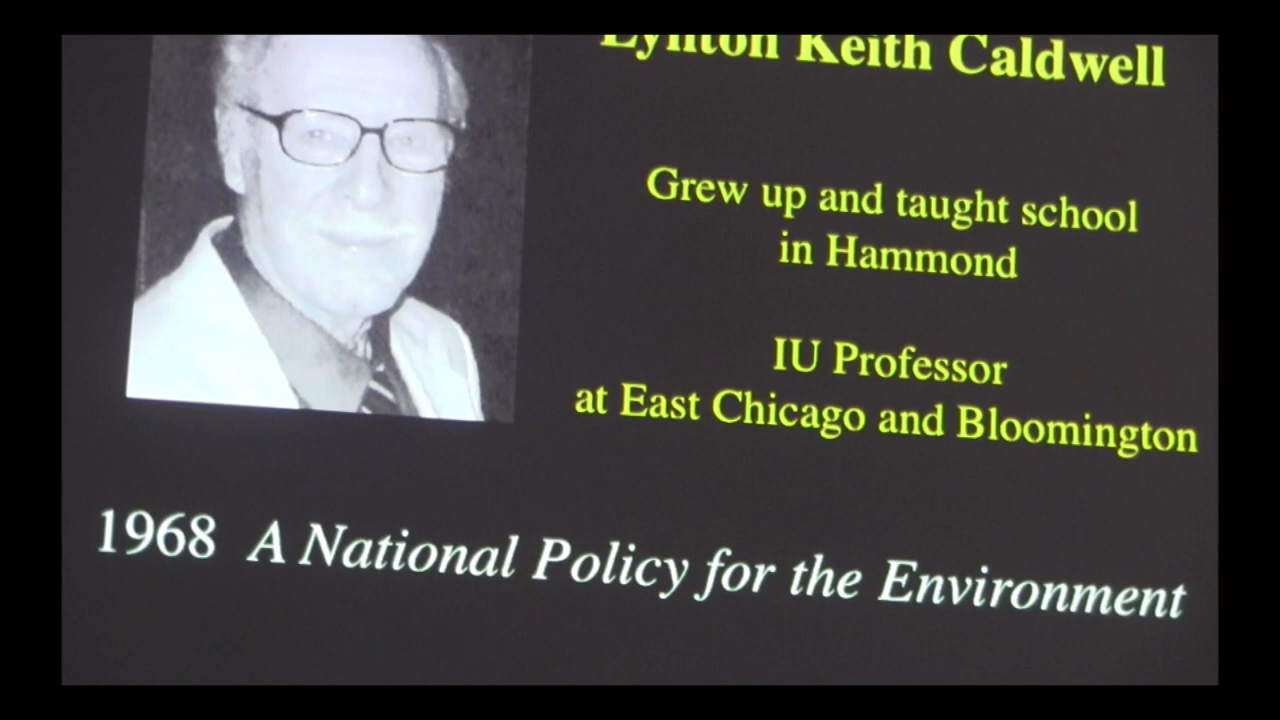 Lynton Keith Caldwell
Grew up and taught school
in Hammond
IU Professor
at East Chicago and Bloomington
1968 A National Policy for the Environment